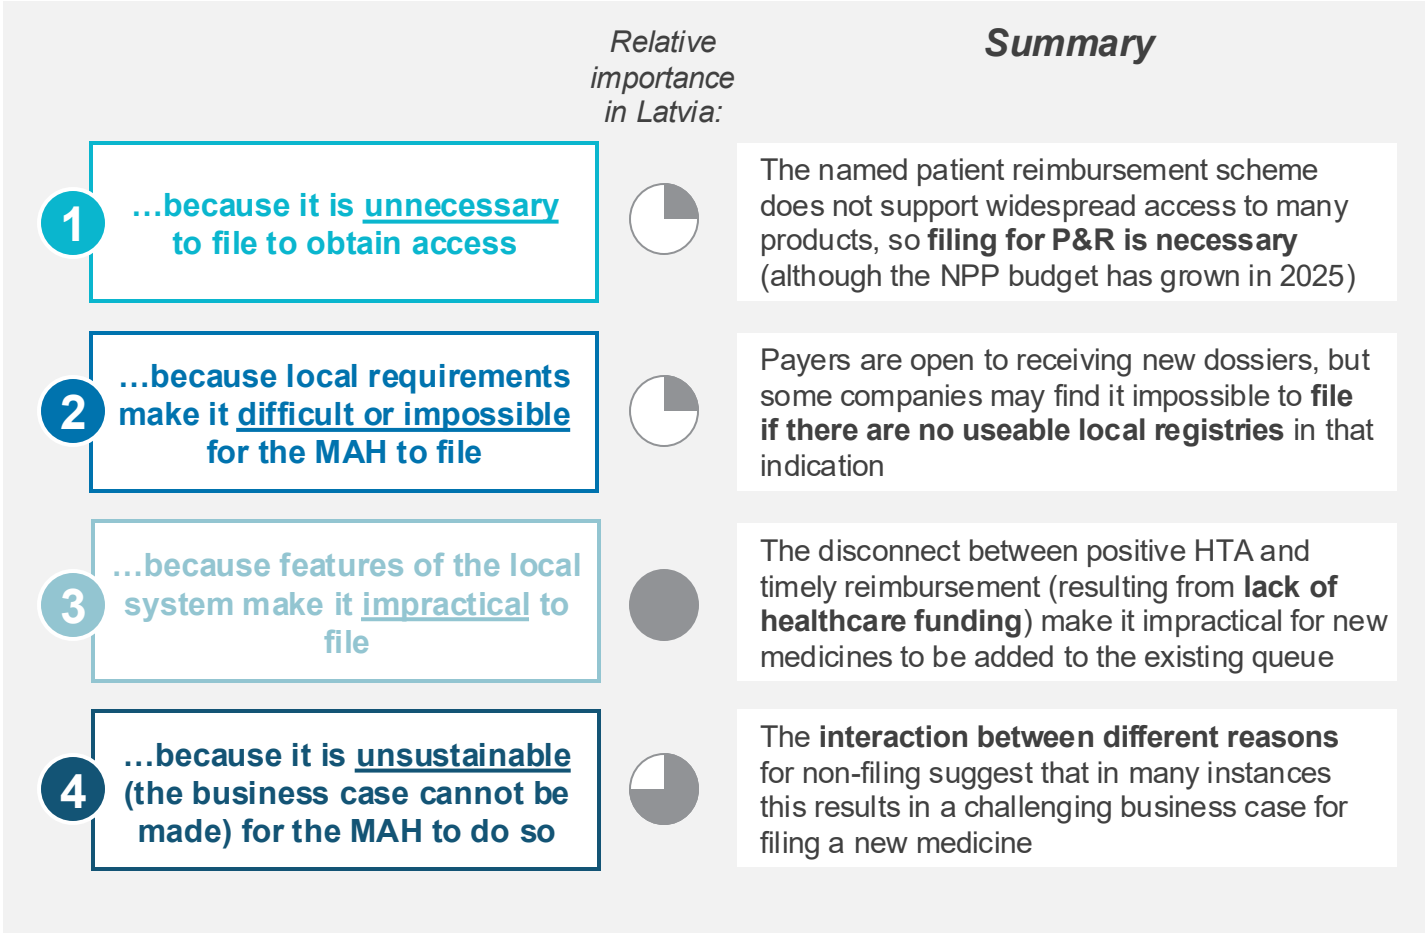 Relative
importance
in Latvia:
Summary
1
…because it is unnecessary
to file to obtain access
The named patient reimbursement scheme
does not support widespread access to many
products, so filing for P&R is necessary
(although the NPP budget has grown in 2025)
2
…because local requirements
make it difficult or impossible
for the MAH to file
Payers are open to receiving new dossiers, but
some companies may find it impossible to file
if there are no useable local registries in that
indication
3
…because features of the local
system make it impractical to
file
The disconnect between positive HTA and
timely reimbursement (resulting from lack of
healthcare funding) make it impractical for new
medicines to be added to the existing queue
4
…because it is unsustainable
(the business case cannot be
made) for the MAH to do so
The interaction between different reasons
for non-filing suggest that in many instances
this results in a challenging business case for
filing a new medicine